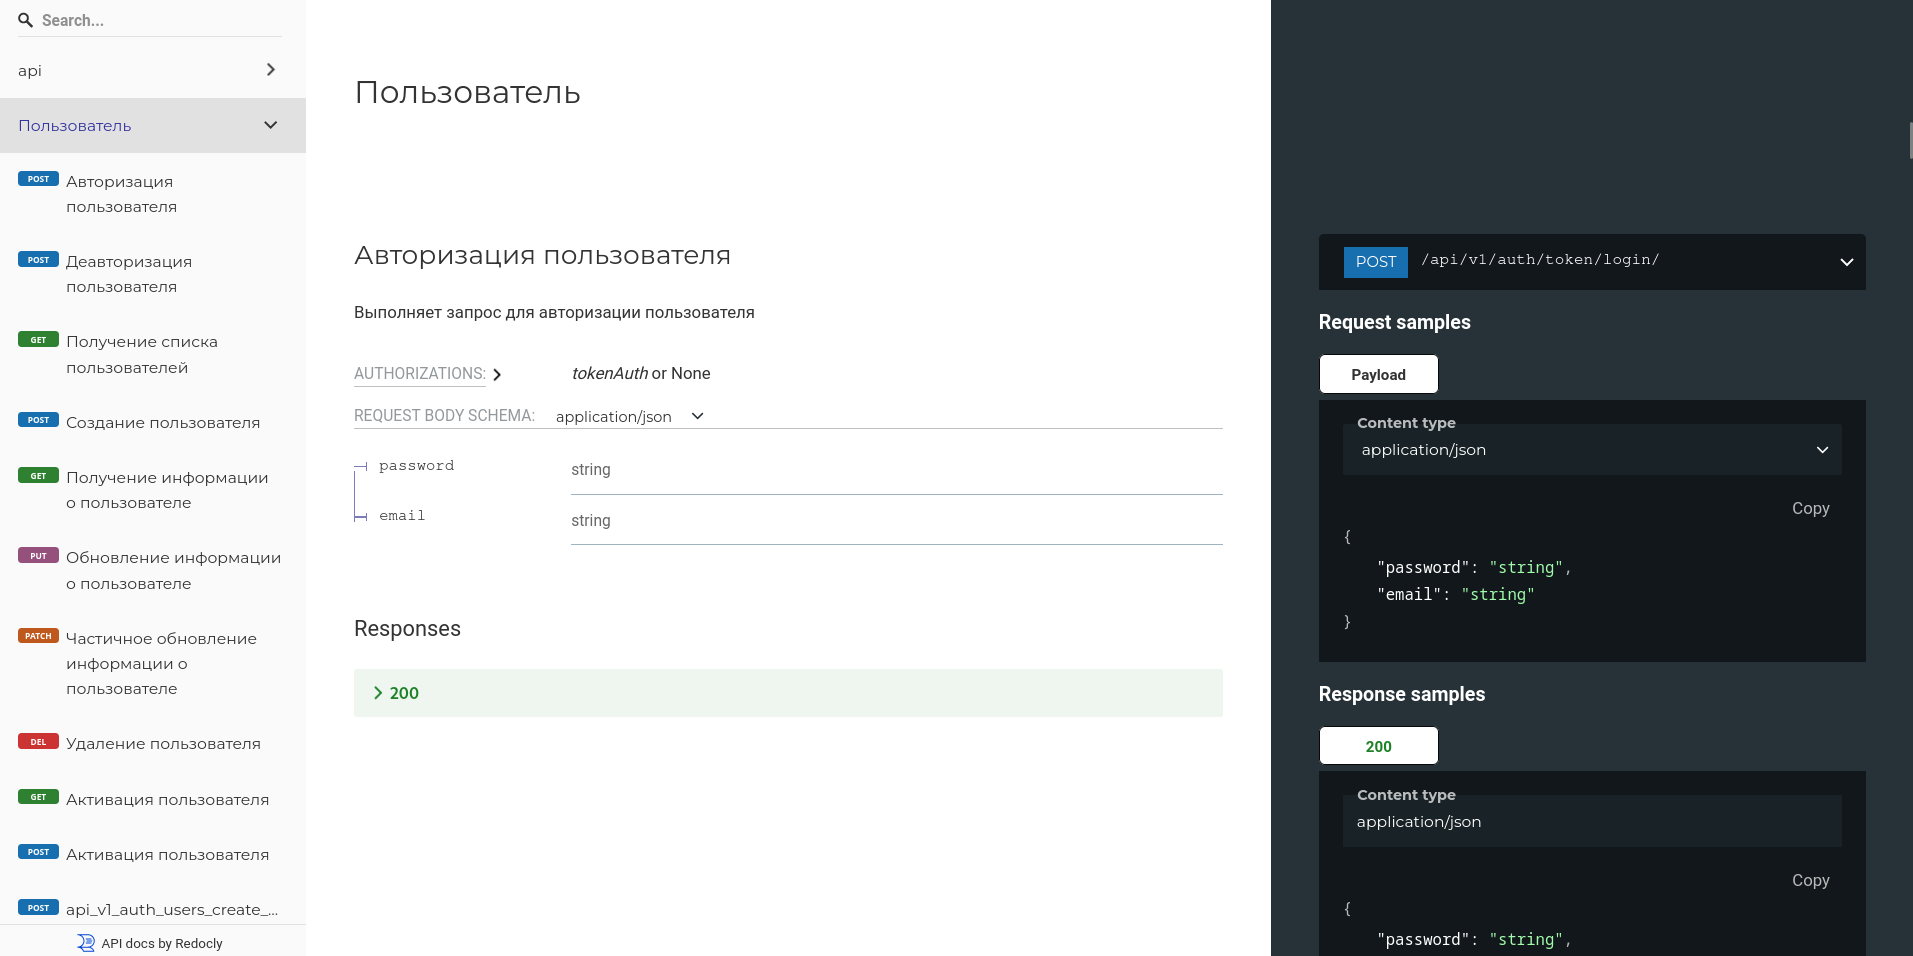 Search...
api
Пользователь
POST Авторизация
пользователя
POST Деавторизация
пользователя
GET Получение списка
пользователей
POST Создание пользователя
GET Получение информации
о пользователе
PUT Обновление информации
о пользователе
PATCH Частичное обновление
информации о
пользователе
DEL Удаление пользователя
GET Активация пользователя
POST Активация пользователя
POST api_v1_auth_users_create_...
API docs by Redocly
Пользователь
Авторизация пользователя
Выполняет запрос для авторизации пользователя
AUTHORIZATIONS: tokenAuth or None
REQUEST BODY SCHEMA: application/json
password string
email string
Responses
200
POST /api/v1/auth/token/login/
Request samples
Payload
Content type
application/json
Copy
{
"password": "string",
"email": "string"
}
Response samples
200
Content type
application/json
Copy
{
"password": "string",